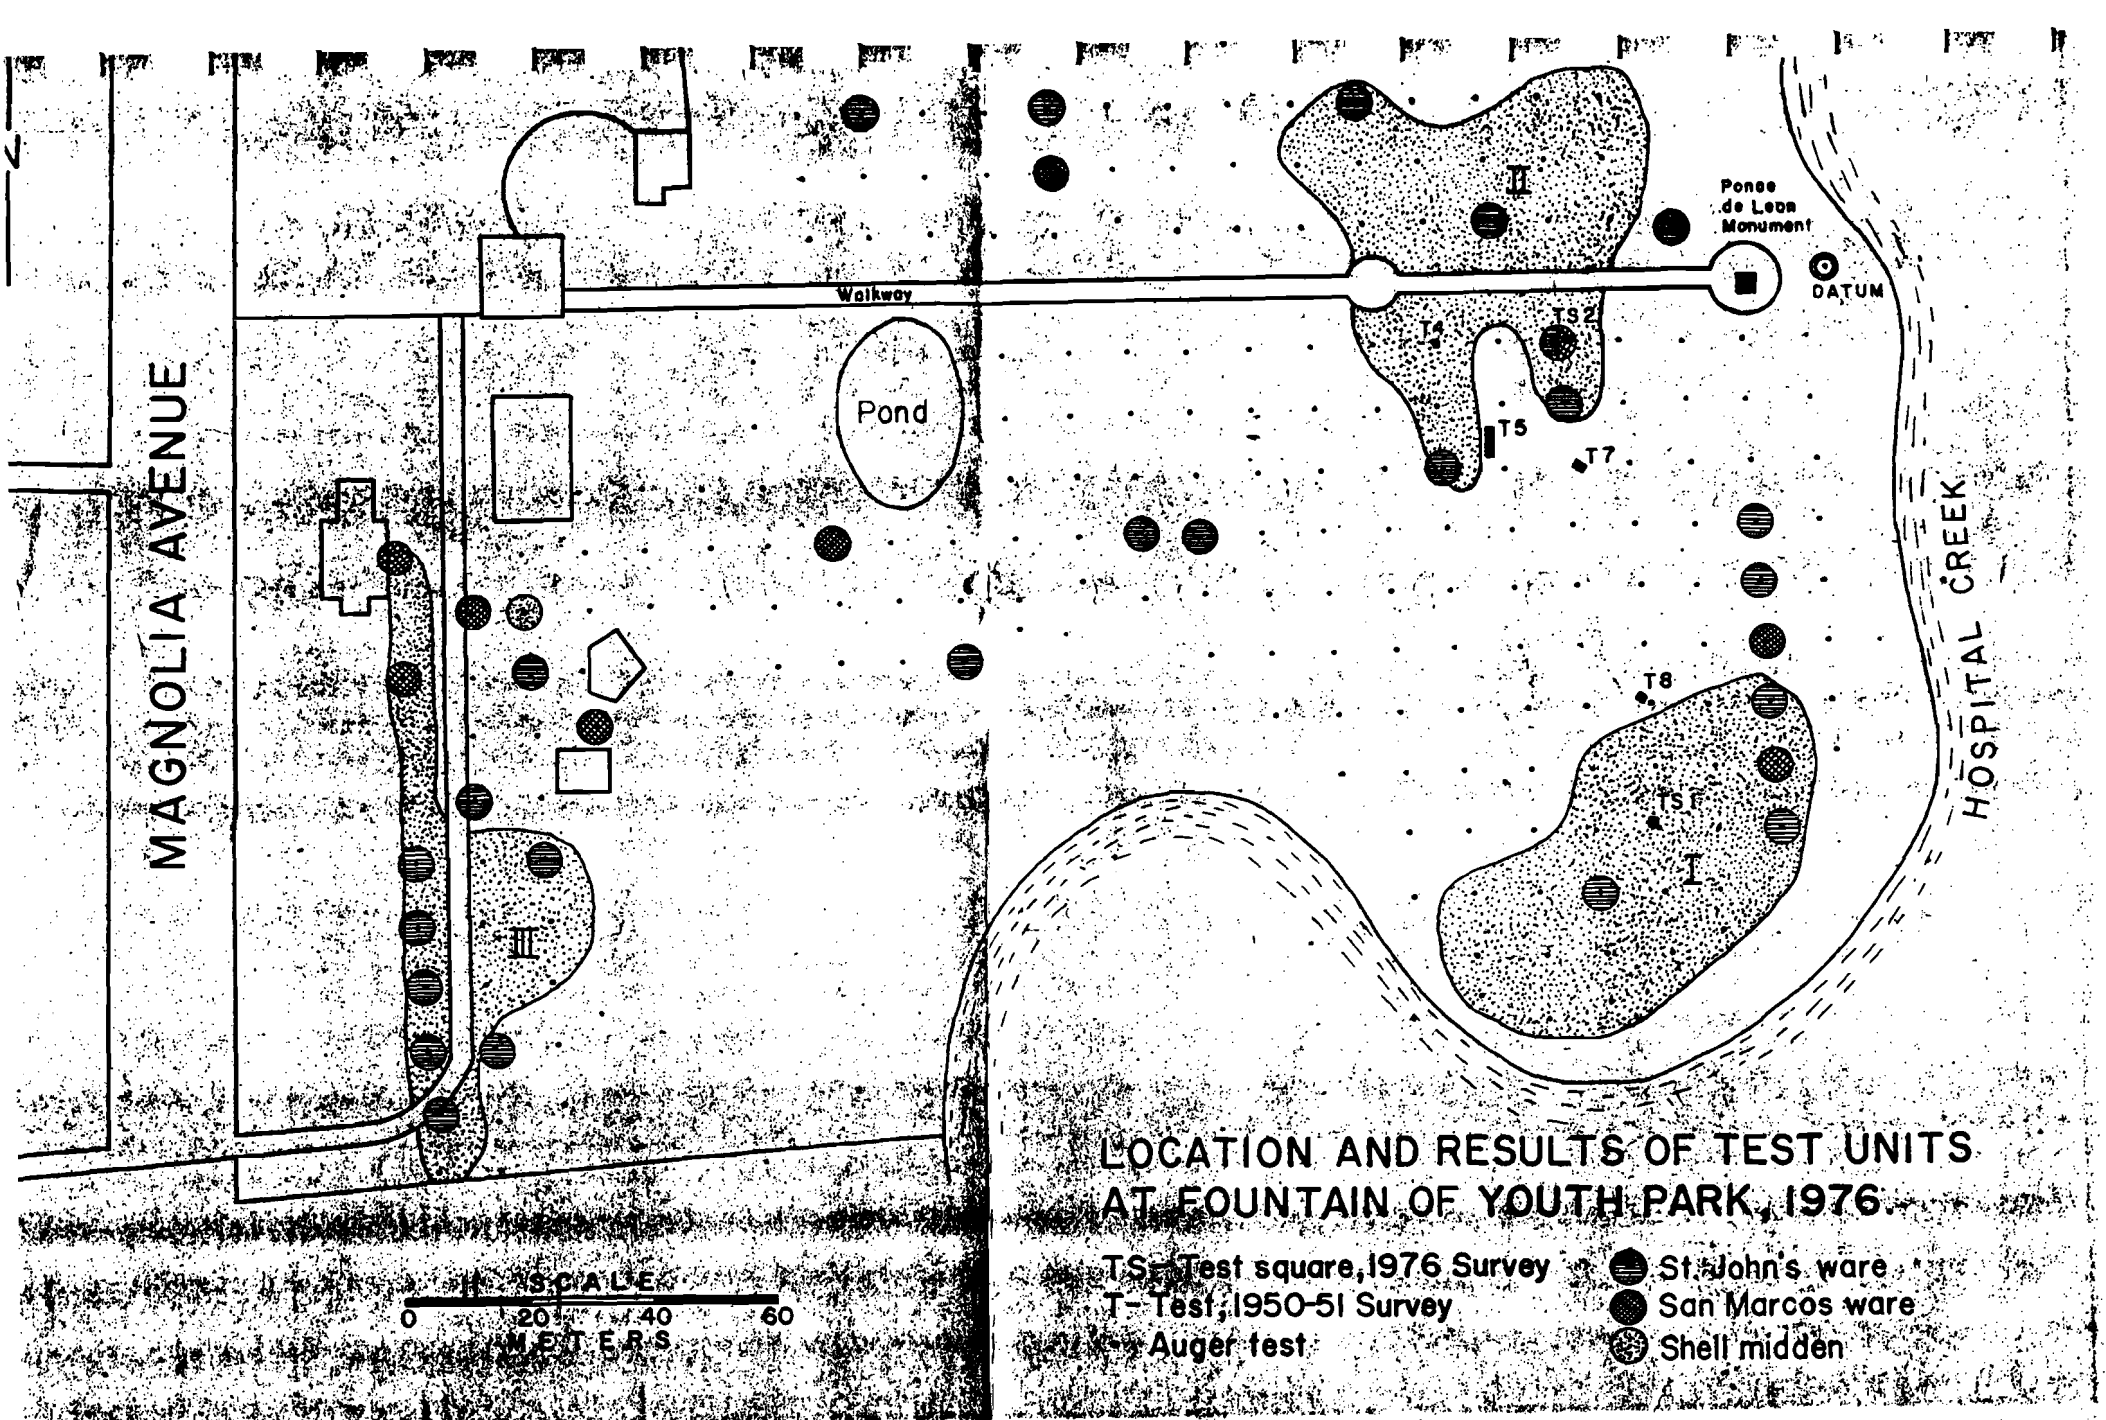 II
Ponce
de Leon
Monument
DATUM
Walkway
TS2
T4
Pond
T5
T7
MAGNOLIA AVENUE
HOSPITAL CREEK
T8
TS1
I
III
LOCATION AND RESULTS OF TEST UNITS
AT FOUNTAIN OF YOUTH PARK, 1976.
TS- Test square, 1976 Survey
T- Test, 1950-51 Survey
• - Auger test
St. John's ware
San Marcos ware
Shell midden
SCALE
0 20 40 60
METERS